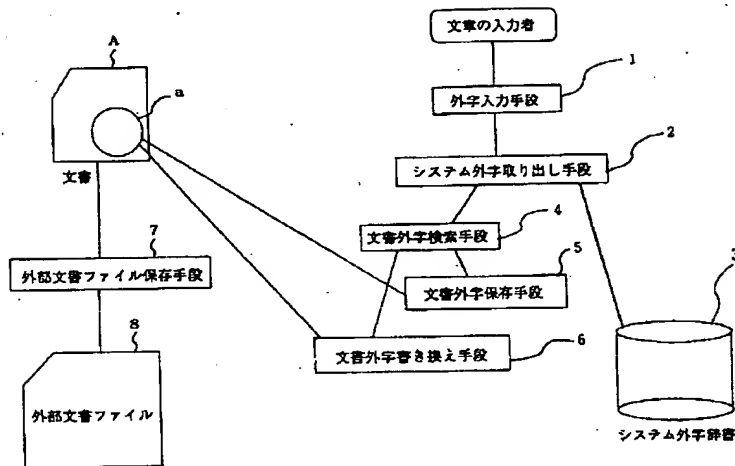 文章の入力者
A
1
a
外字入力手段
2
システム外字取り出し手段
文書
4
文書外字検索手段
7
5
3
外部文書ファイル保存手段
文書外字保存手段
8
文書外字書き換え手段
6
外部文書ファイル
システム外字辞書